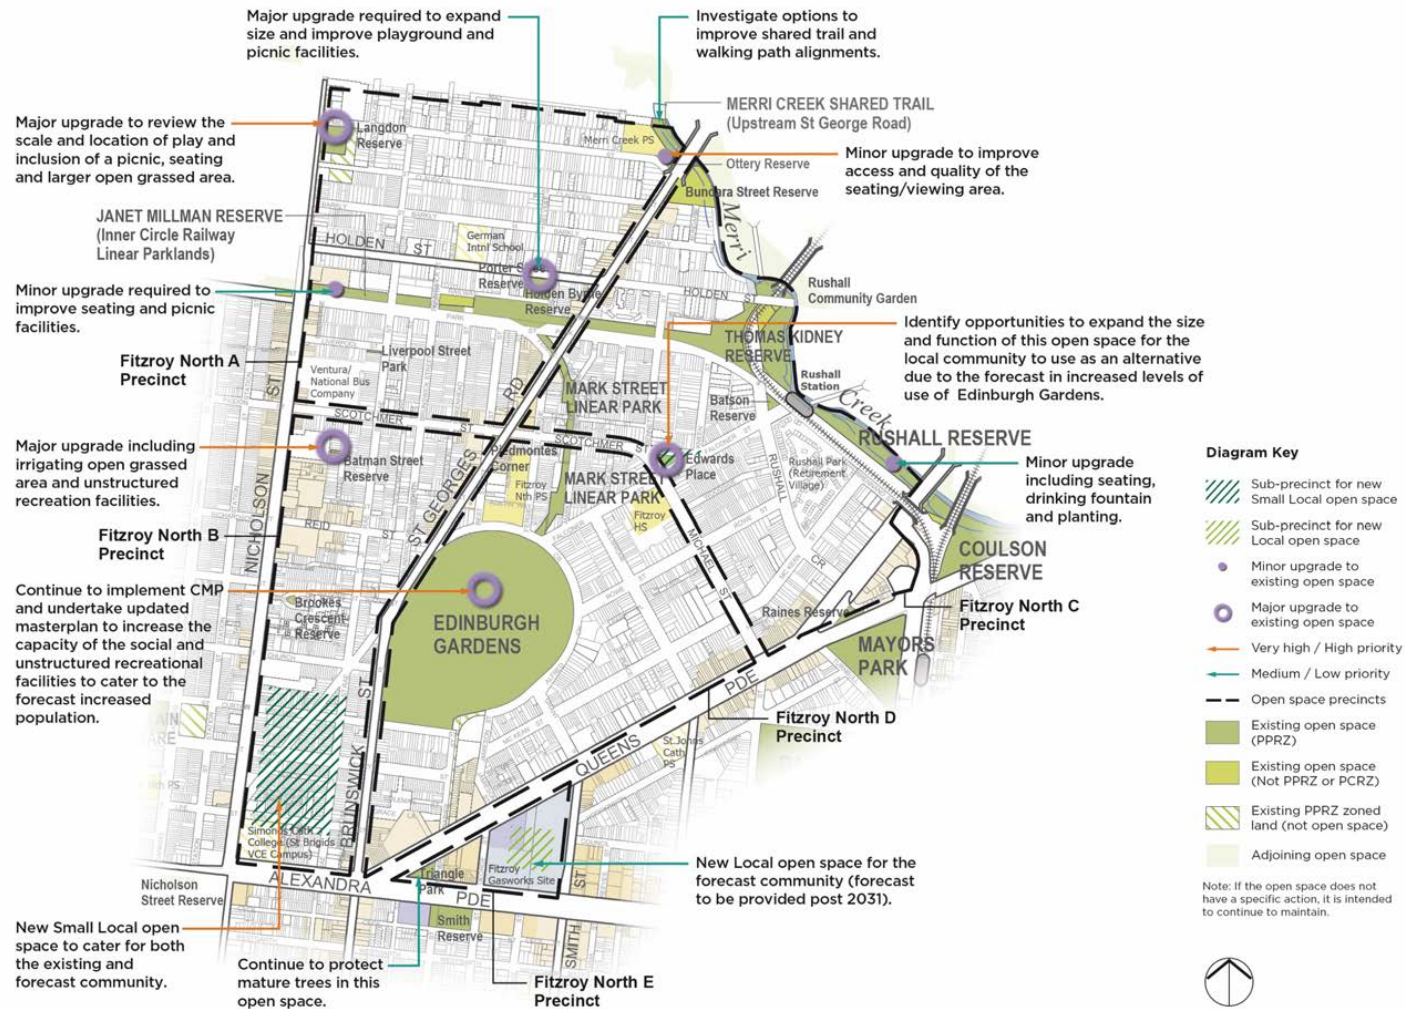 Major upgrade required to expand
size and improve playground and
picnic facilities.
Investigate options to
improve shared trail and
walking path alignments.
MERRI CREEK SHARED TRAIL
(Upstream St George Road)
Major upgrade to review the
scale and location of play and
inclusion of a picnic, seating
and larger open grassed area.
Langdon
Reserve
Merri Creek PS
Ottery Reserve
Minor upgrade to improve
access and quality of the
seating/viewing area.
Bundara Street Reserve
JANET MILLMAN RESERVE
(Inner Circle Railway
Linear Parklands)
HOLDEN ST
German
Intnl School
Merri
Porter Street
Reserve
Holden Byrne
Reserve
HOLDEN ST
PARK
Rushall
Community Garden
Minor upgrade required to
improve seating and picnic
facilities.
THOMAS KIDNEY
RESERVE
Identify opportunities to expand the size
and function of this open space for the
local community to use as an alternative
due to the forecast in increased levels of
use of Edinburgh Gardens.
Fitzroy North A
Precinct
Liverpool Street
Park
Ventura/
National Bus
Company
Rushall
Station
ST
RD
MARK STREET
LINEAR PARK
Batson
Reserve
Creek
SCOTCHMER ST
SCOTCHMER ST
RUSHALL RESERVE
Major upgrade including
irrigating open grassed
area and unstructured
recreation facilities.
Batman Street
Reserve
Piedmontes
Corner
Edwards
Place
MARK STREET
LINEAR PARK
Fitzroy
Nth PS
Fitzroy
HS
RUSHALL
Rushall Park
(Retirement
Village)
Minor upgrade
including seating,
drinking fountain
and planting.
NICHOLSON
ST GEORGES
REID
ST
Fitzroy North B
Precinct
MICHAEL ST
CR
COULSON
RESERVE
Continue to implement CMP
and undertake updated
masterplan to increase the
capacity of the social and
unstructured recreational
facilities to cater to the
forecast increased
population.
Brookes
Crescent
Reserve
EDINBURGH
GARDENS
Raines Reserve
Fitzroy North C
Precinct
MAYORS
PARK
BRUNSWICK ST
QUEENS PDE
Fitzroy North D
Precinct
St Johns
Cath
PS
Simonds Cath
College (St Brigids
VCE Campus)
Fitzroy
Gasworks Site
Triangle
Park
ALEXANDRA PDE
Nicholson
Street Reserve
Smith
Reserve
SMITH ST
New Local open space for the
forecast community (forecast
to be provided post 2031).
New Small Local open
space to cater for both
the existing and
forecast community.
Continue to protect
mature trees in this
open space.
Fitzroy North E
Precinct
Diagram Key
Sub-precinct for new
Small Local open space
Sub-precinct for new
Local open space
Minor upgrade to
existing open space
Major upgrade to
existing open space
Very high / High priority
Medium / Low priority
Open space precincts
Existing open space
(PPRZ)
Existing open space
(Not PPRZ or PCRZ)
Existing PPRZ zoned
land (not open space)
Adjoining open space
Note: If the open space does not
have a specific action, it is intended
to continue to maintain.